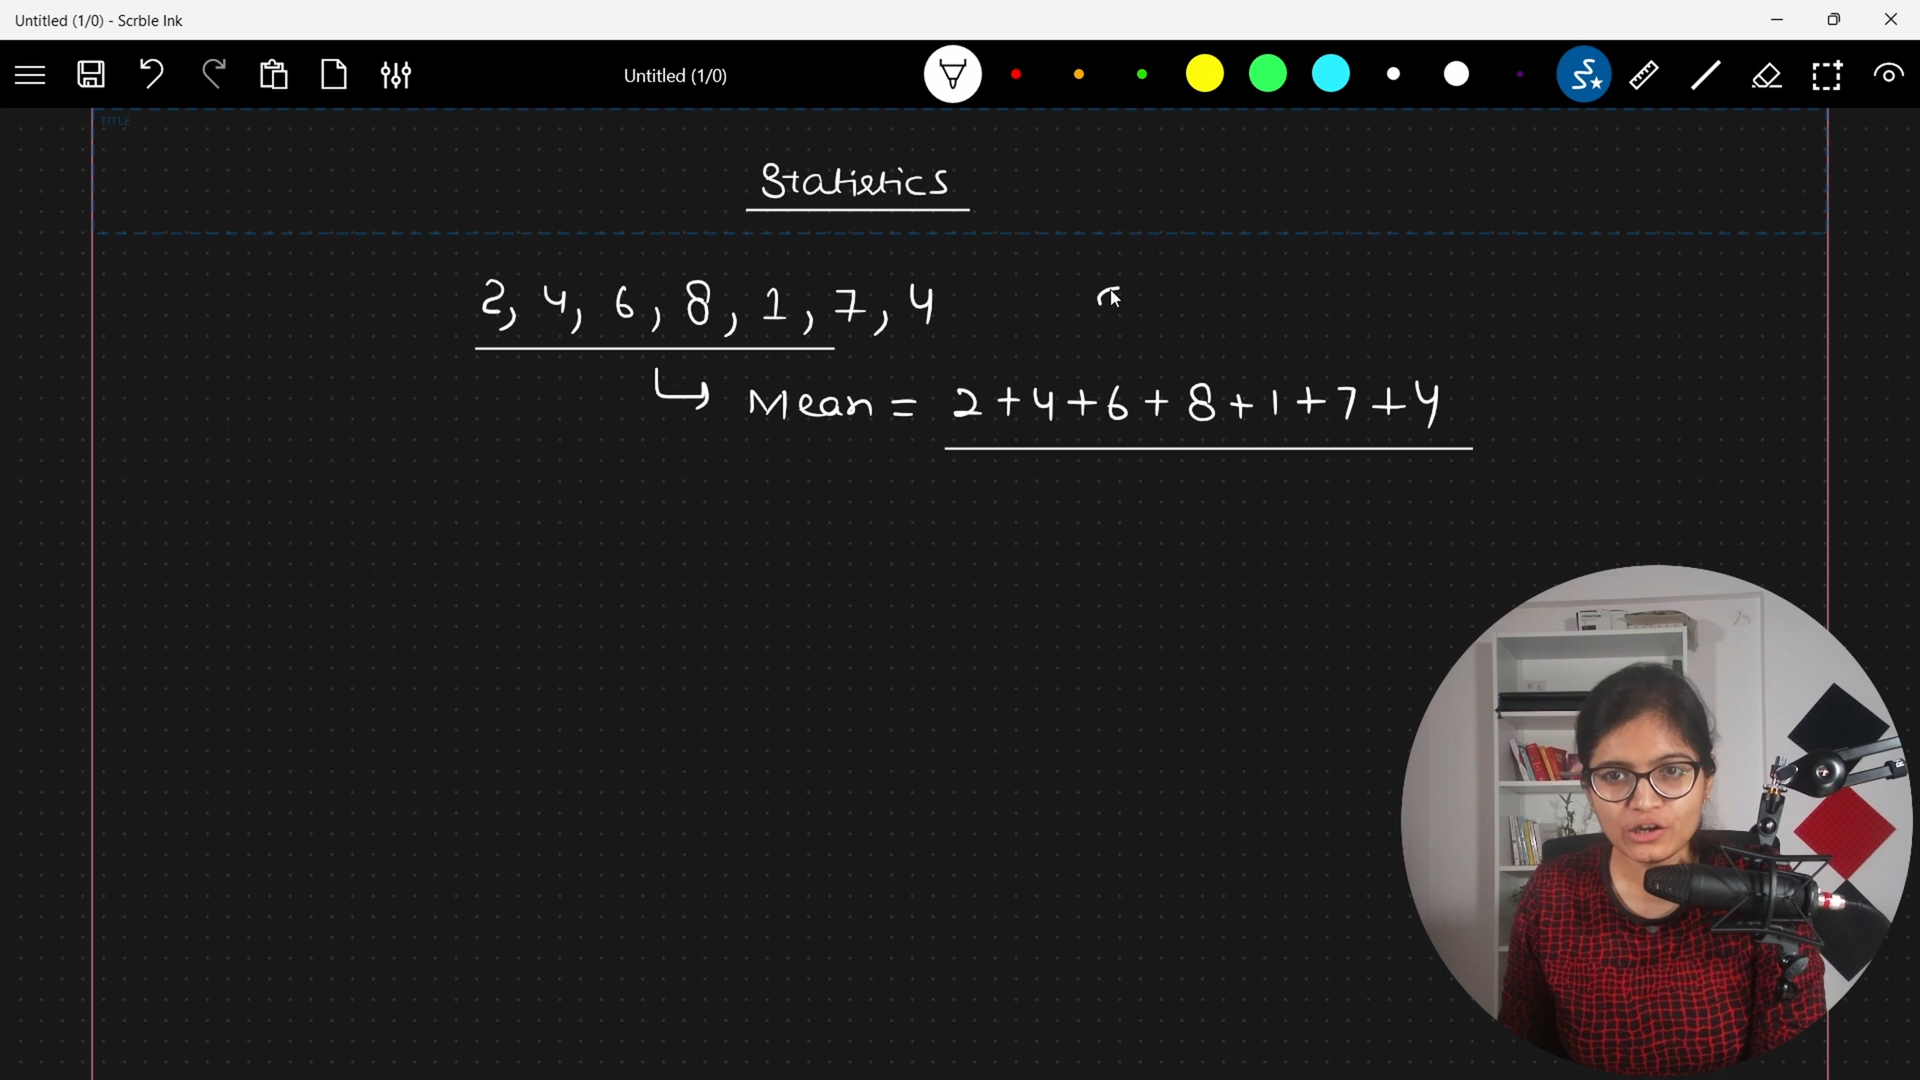 Untitled (1/0) - Scrble Ink
Untitled (1/0)
TITLE
Statistics
2, 4, 6, 8, 1, 7, 4
Mean = 2+4+6+8+1+7+4